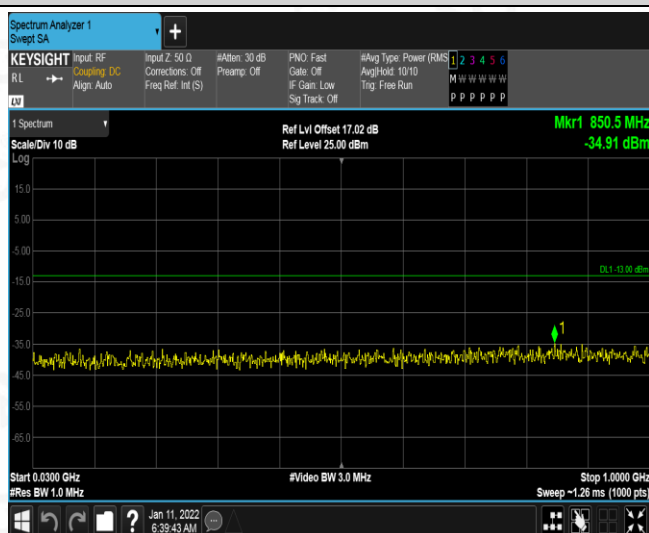 Spectrum Analyzer 1
Swept SA
+
KEYSIGHT
RL
Input: RF
Coupling: DC
Align: Auto
Input Z: 50 Ω
Corrections: Off
Freq Ref: Int (S)
#Atten: 30 dB
Preamp: Off
PNO: Fast
Gate: Off
IF Gain: Low
Sig Track: Off
#Avg Type: Power (RMS
Avg|Hold: 10/10
Trig: Free Run
1 2 3 4 5 6
M W W W W W
P P P P P P
1 Spectrum
Scale/Div 10 dB
Ref Lvl Offset 17.02 dB
Ref Level 25.00 dBm
Mkr1 850.5 MHz
-34.91 dBm
Log
15.0
5.00
-5.00
DL1 -13.00 dBm
-15.0
-25.0
1
-35.0
-45.0
-55.0
-65.0
Start 0.0300 GHz
#Video BW 3.0 MHz
Stop 1.0000 GHz
#Res BW 1.0 MHz
Sweep ~1.26 ms (1000 pts)
?
Jan 11, 2022
6:39:43 AM